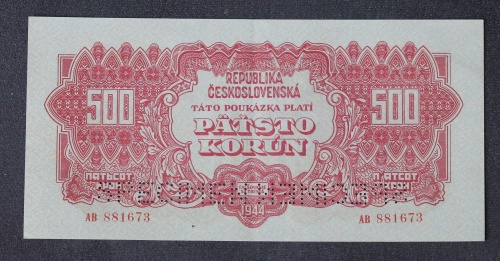 REPUBLIKA
ČESKOSLOVENSKÁ
TÁTO POUKÁZKA PLATÍ
500
PÄŤSTO
KORÚN
500
1944
AB 881673
AB 881673